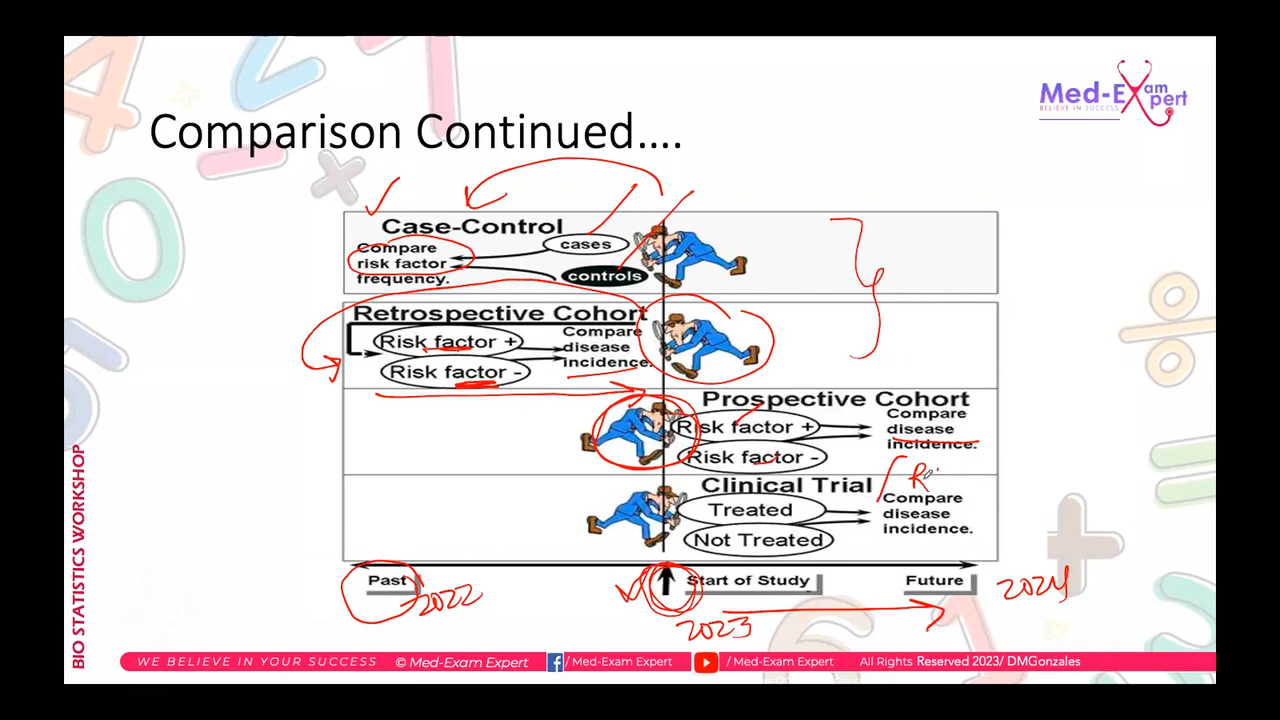 Med-Exam
Expert
BELIEVE IN SUCCESS
Comparison Continued....
Case-Control
Compare
risk factor
frequency.
cases
controls
Retrospective Cohort
Risk factor +
Risk factor -
Compare
disease
incidence.
Prospective Cohort
Risk factor +
Risk factor -
Compare
disease
incidence.
R
Clinical Trial
Treated
Not Treated
Compare
disease
incidence.
Past
Start of Study
Future
2022
2023
2024
BIO STATISTICS WORKSHOP
WE BELIEVE IN YOUR SUCCESS © Med-Exam Expert f / Med-Exam Expert / Med-Exam Expert All Rights Reserved 2023/ DMGonzales